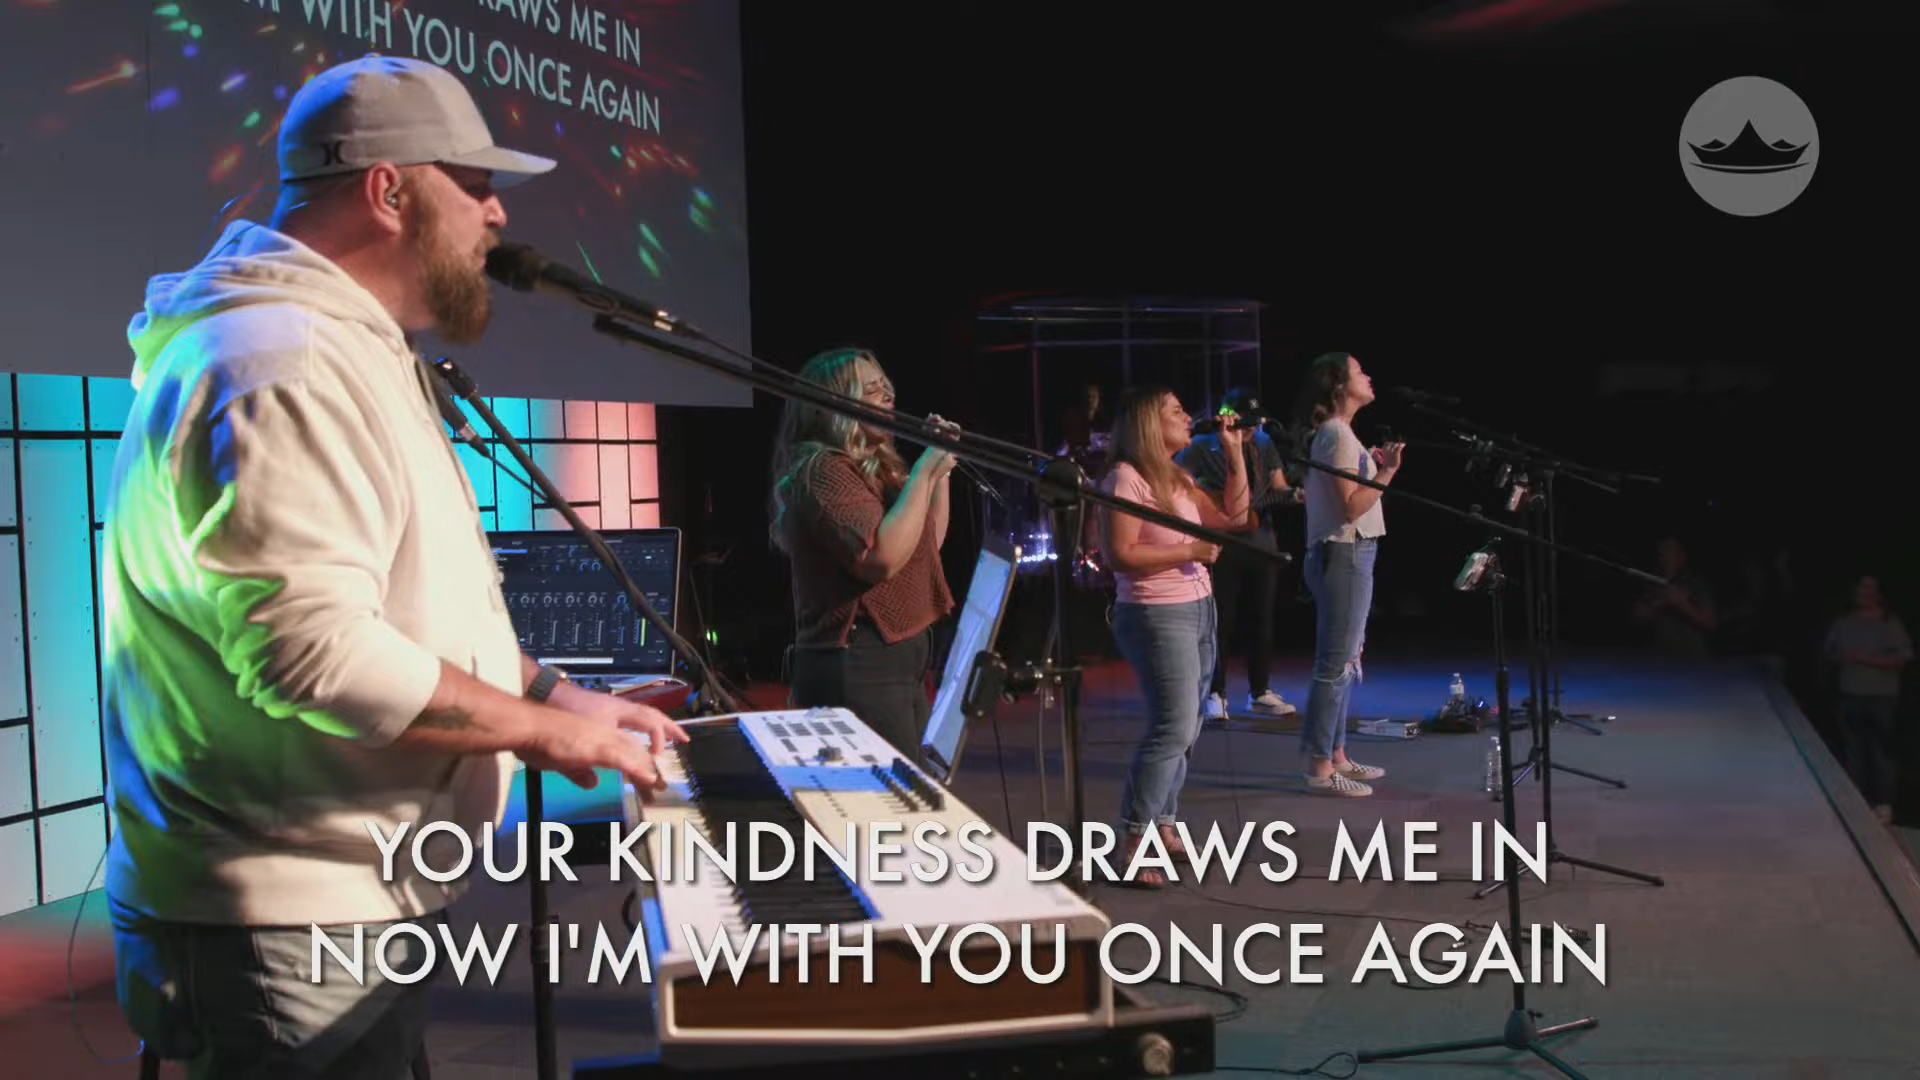 DRAWS ME IN
WITH YOU ONCE AGAIN
YOUR KINDNESS DRAWS ME IN
NOW I'M WITH YOU ONCE AGAIN